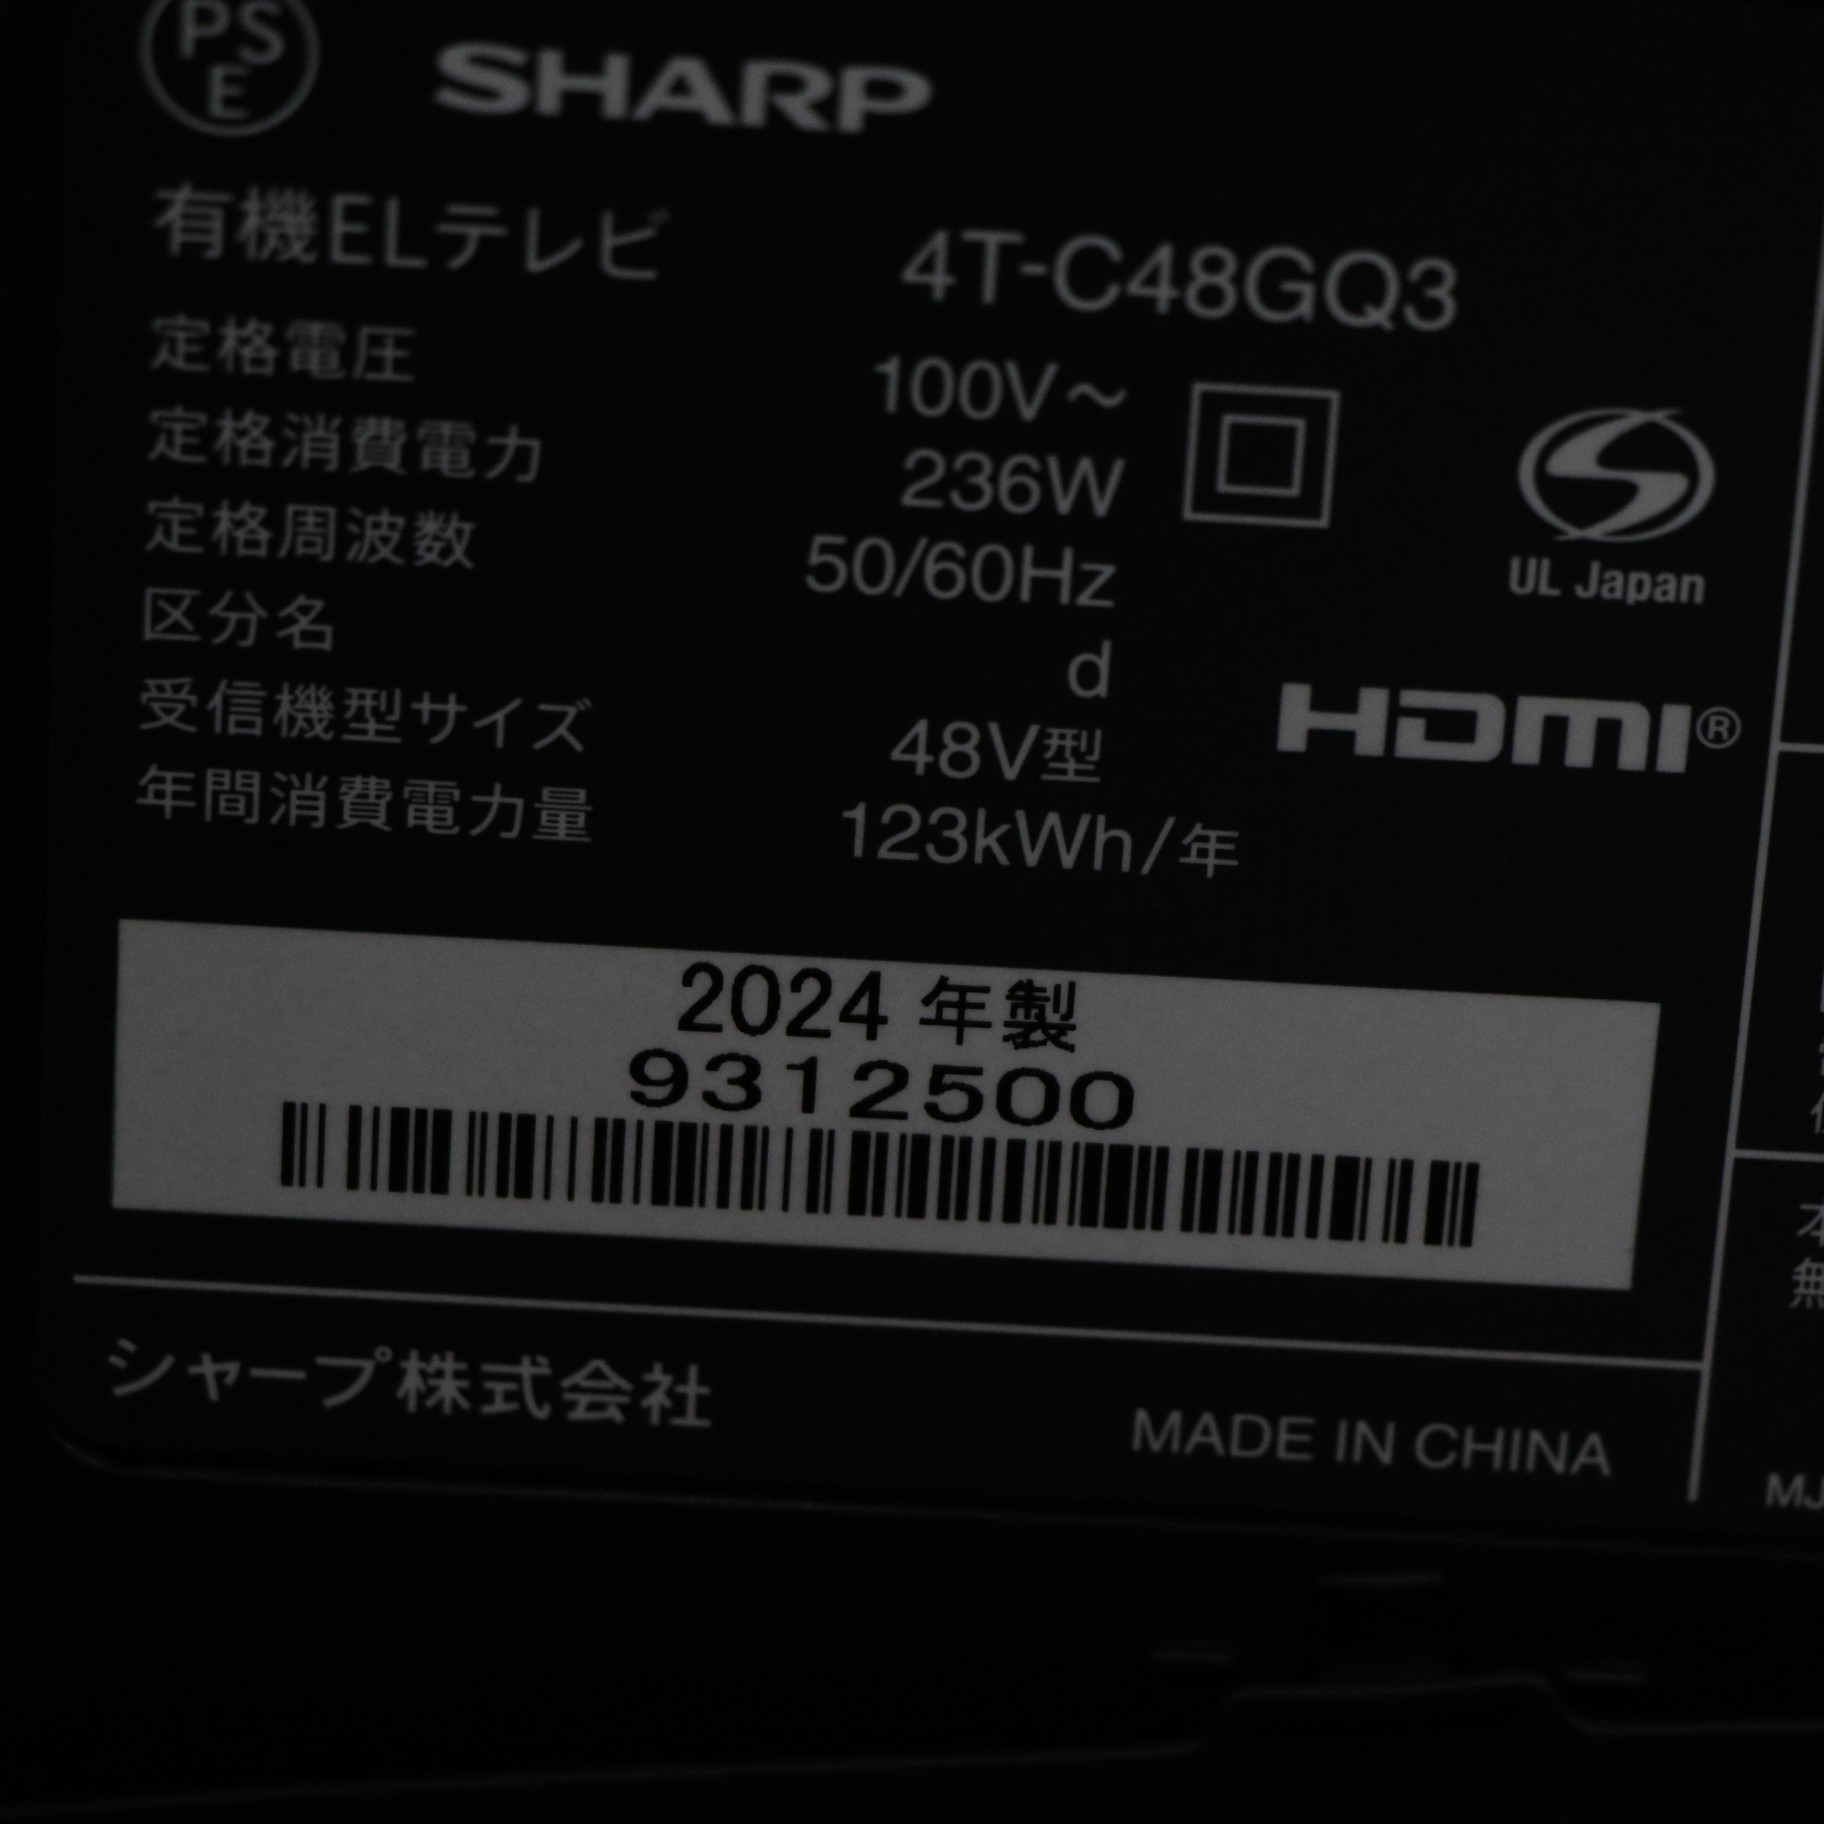 PS
E
SHARP
有機ELテレビ 4T-C48GQ3
定格電圧 100V～
定格消費電力 236W
定格周波数 50/60Hz
UL Japan
区分名 d
受信機型サイズ 48V型
HDMI®
年間消費電力量 123kWh/年
2024 年製
9312500
本
無
シャープ株式会社
MADE IN CHINA
MJ